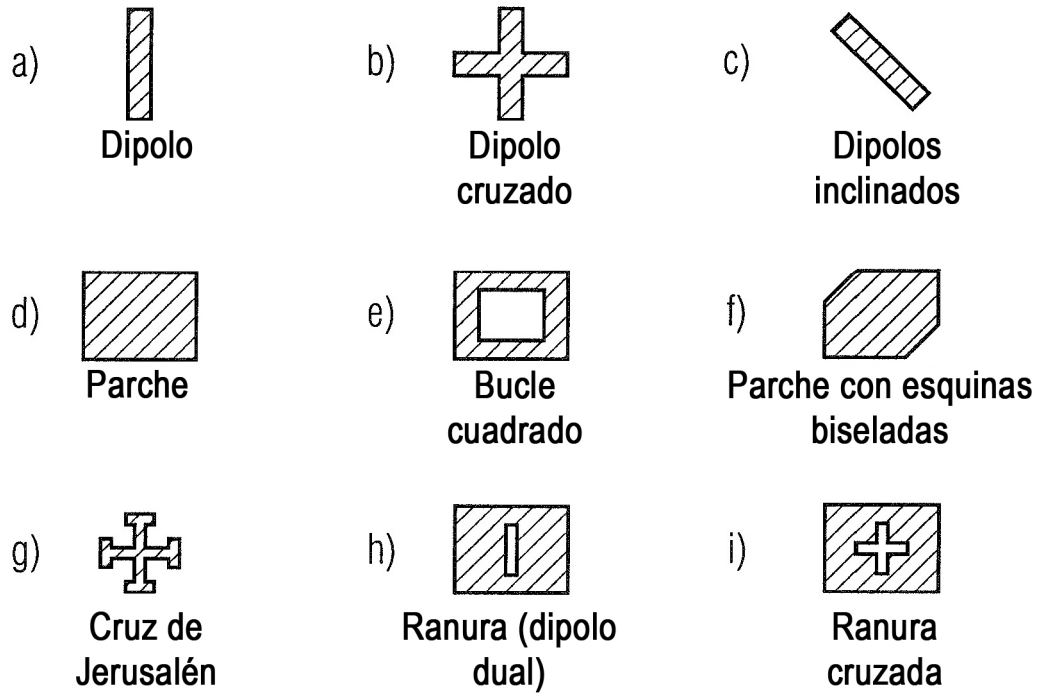 a)
Dipolo
b)
Dipolo
cruzado
c)
Dipolos
inclinados
d)
Parche
e)
Bucle
cuadrado
f)
Parche con esquinas
biseladas
g)
Cruz de
Jerusalén
h)
Ranura (dipolo
dual)
i)
Ranura
cruzada